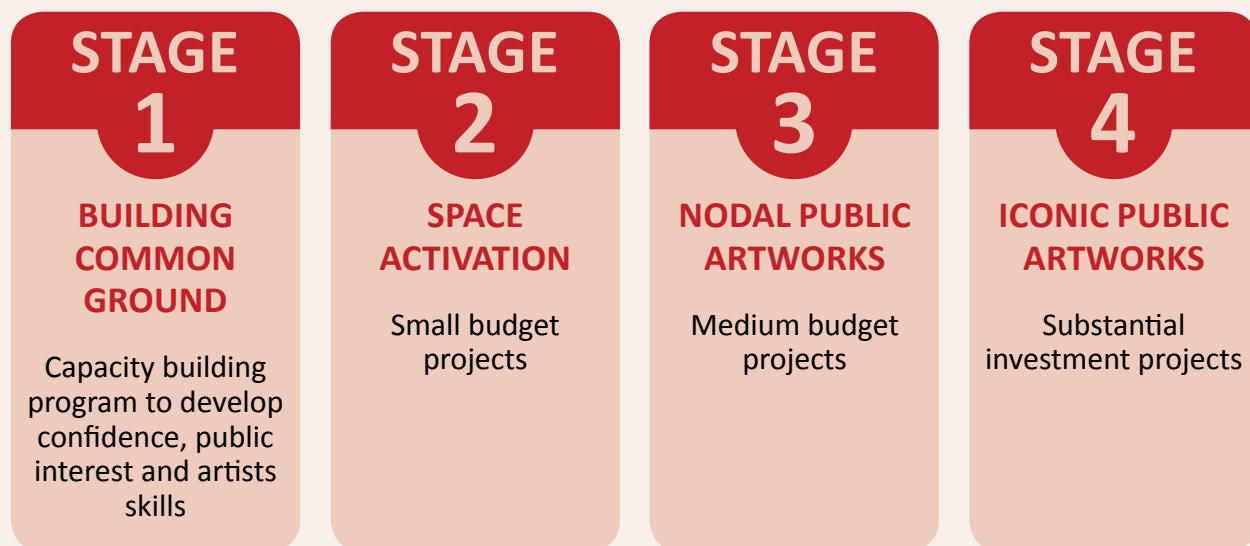 STAGE
1
BUILDING
COMMON
GROUND
Capacity building
program to develop
confidence, public
interest and artists
skills
STAGE
2
SPACE
ACTIVATION
Small budget
projects
STAGE
3
NODAL PUBLIC
ARTWORKS
Medium budget
projects
STAGE
4
ICONIC PUBLIC
ARTWORKS
Substantial
investment projects